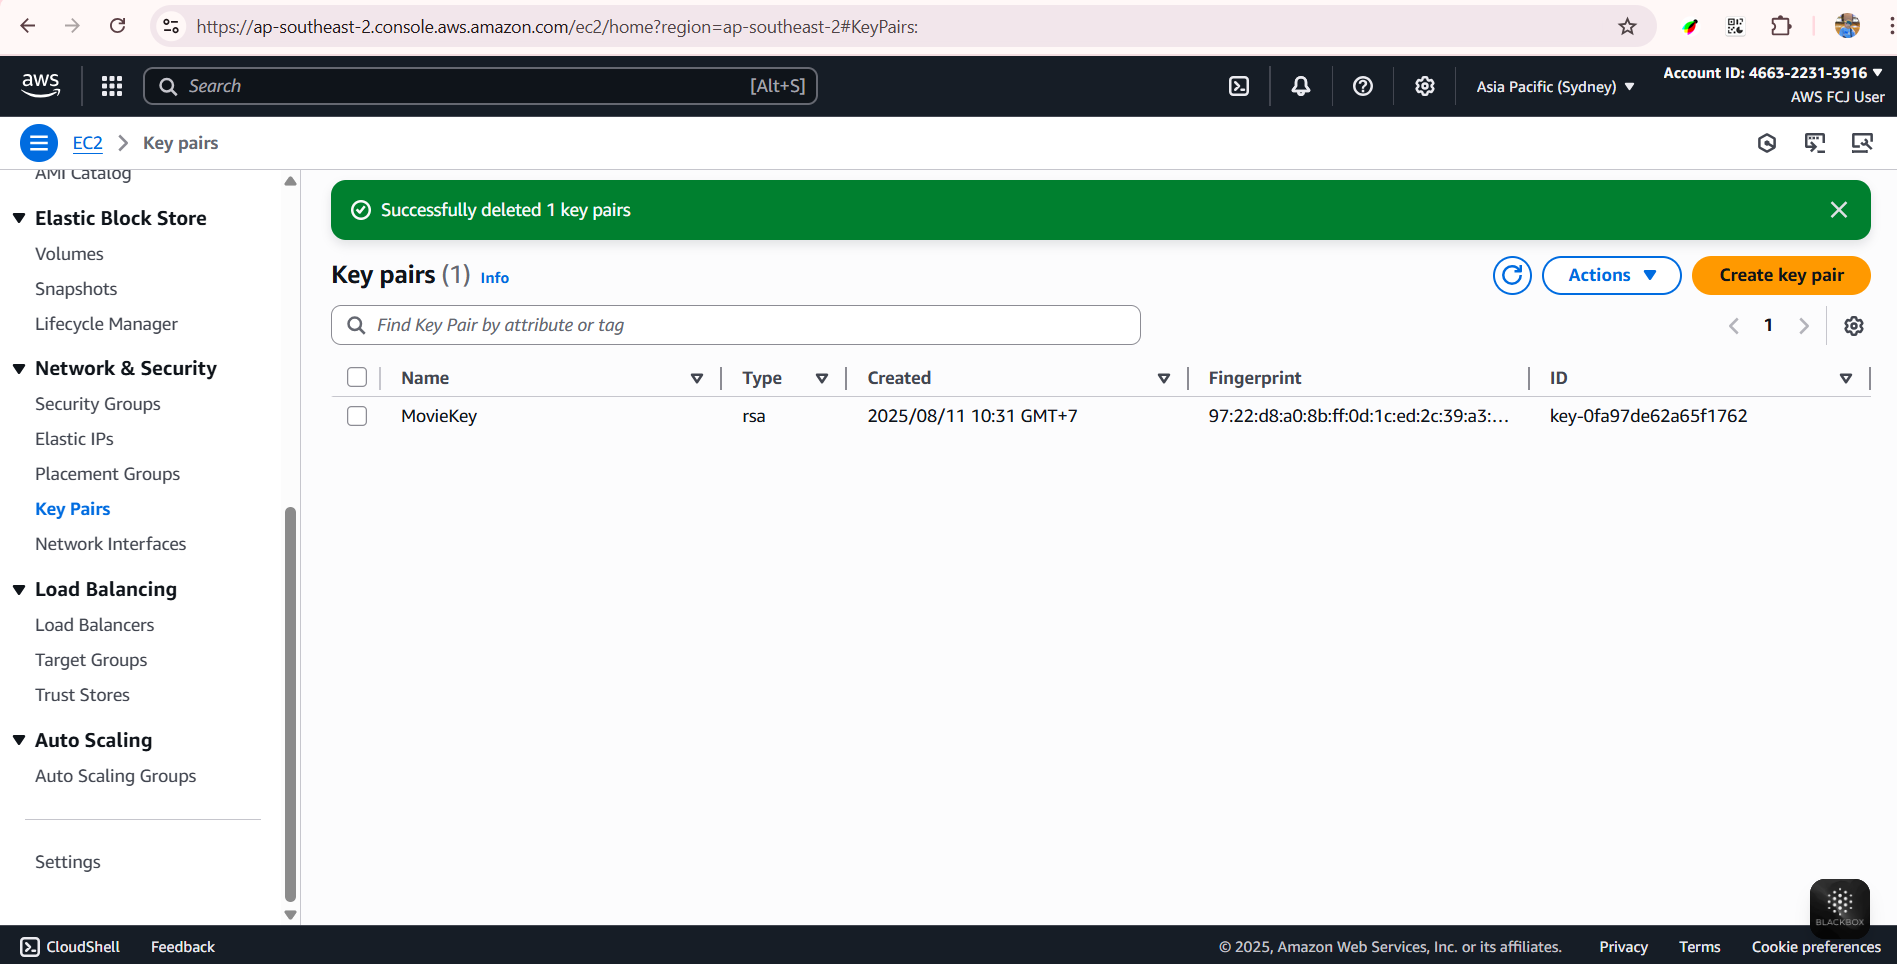 https://ap-southeast-2.console.aws.amazon.com/ec2/home?region=ap-southeast-2#KeyPairs:
aws
Search [Alt+S]
Asia Pacific (Sydney)
Account ID: 4663-2231-3916
AWS FCJ User
EC2 Key pairs
AMI Catalog
Elastic Block Store
Volumes
Snapshots
Lifecycle Manager
Network & Security
Security Groups
Elastic IPs
Placement Groups
Key Pairs
Network Interfaces
Load Balancing
Load Balancers
Target Groups
Trust Stores
Auto Scaling
Auto Scaling Groups
Settings
Successfully deleted 1 key pairs
Key pairs (1) Info
Actions
Create key pair
Find Key Pair by attribute or tag
1
Name Type Created Fingerprint ID
MovieKey rsa 2025/08/11 10:31 GMT+7 97:22:d8:a0:8b:ff:0d:1c:ed:2c:39:a3:... key-0fa97de62a65f1762
BLACKBOX
CloudShell Feedback © 2025, Amazon Web Services, Inc. or its affiliates. Privacy Terms Cookie preferences